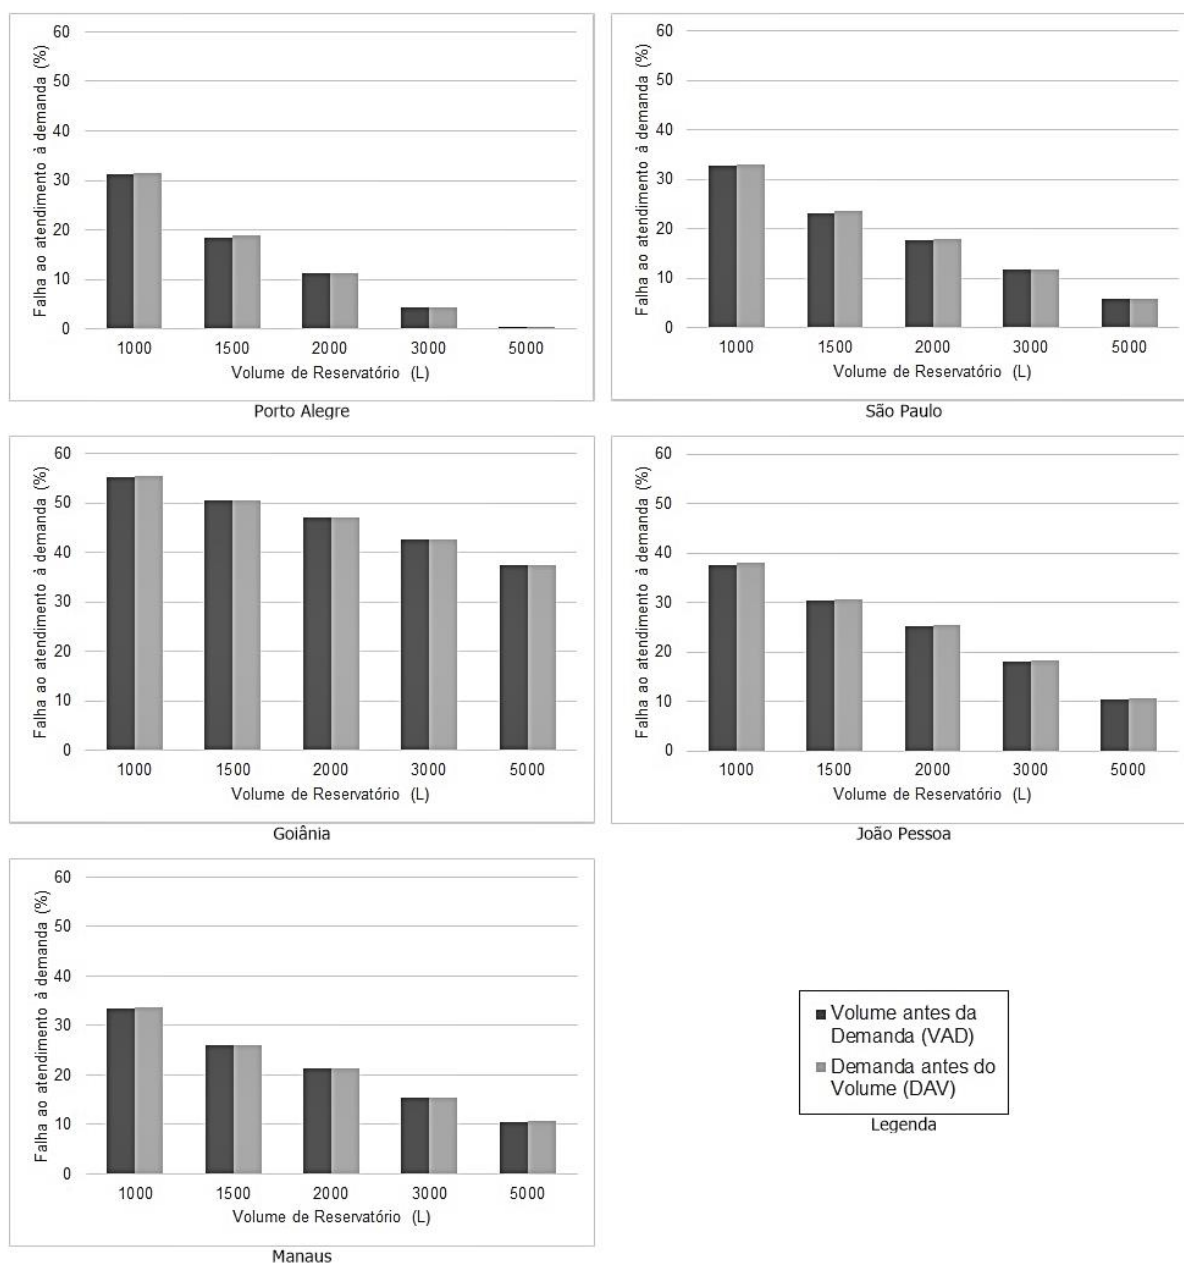 Falha ao atendimento à demanda (%)
60
50
40
30
20
10
0
1000 1500 2000 3000 5000
Volume de Reservatório (L)
Porto Alegre
Falha ao atendimento à demanda (%)
60
50
40
30
20
10
0
1000 1500 2000 3000 5000
Volume de Reservatório (L)
São Paulo
Falha ao atendimento à demanda (%)
60
50
40
30
20
10
0
1000 1500 2000 3000 5000
Volume de Reservatório (L)
Goiânia
Falha ao atendimento à demanda (%)
60
50
40
30
20
10
0
1000 1500 2000 3000 5000
Volume de Reservatório (L)
João Pessoa
Falha ao atendimento à demanda (%)
60
50
40
30
20
10
0
1000 1500 2000 3000 5000
Volume de Reservatório (L)
Manaus
Volume antes da
Demanda (VAD)
Demanda antes do
Volume (DAV)
Legenda